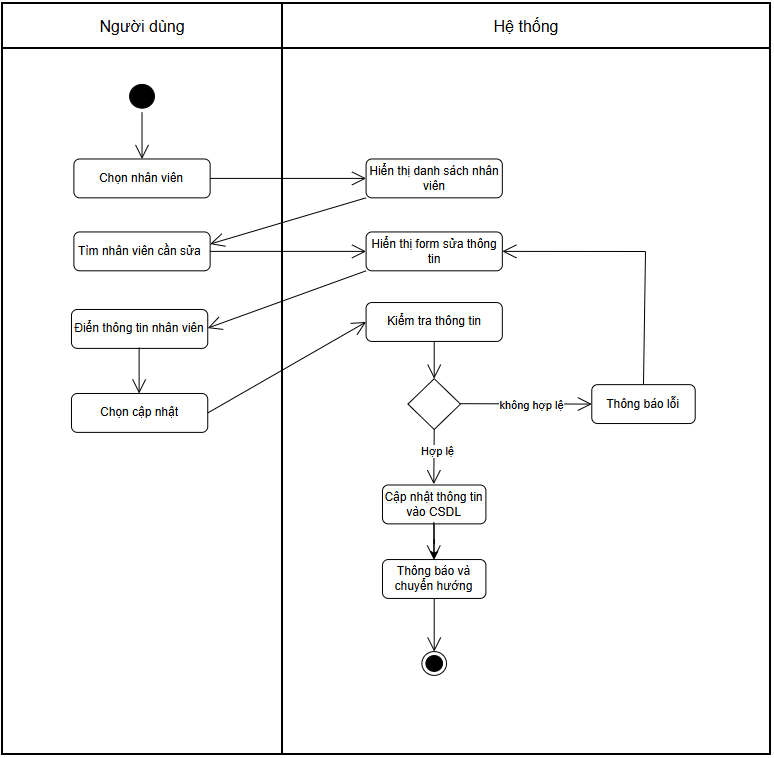 Người dùng
Hệ thống
Chọn nhân viên
Hiển thị danh sách nhân
viên
Tìm nhân viên cần sửa
Hiển thị form sửa thông
tin
Điển thông tin nhân viên
Kiểm tra thông tin
Chọn cập nhật
không hợp lệ
Thông báo lỗi
Hợp lệ
Cập nhật thông tin
vào CSDL
Thông báo và
chuyển hướng